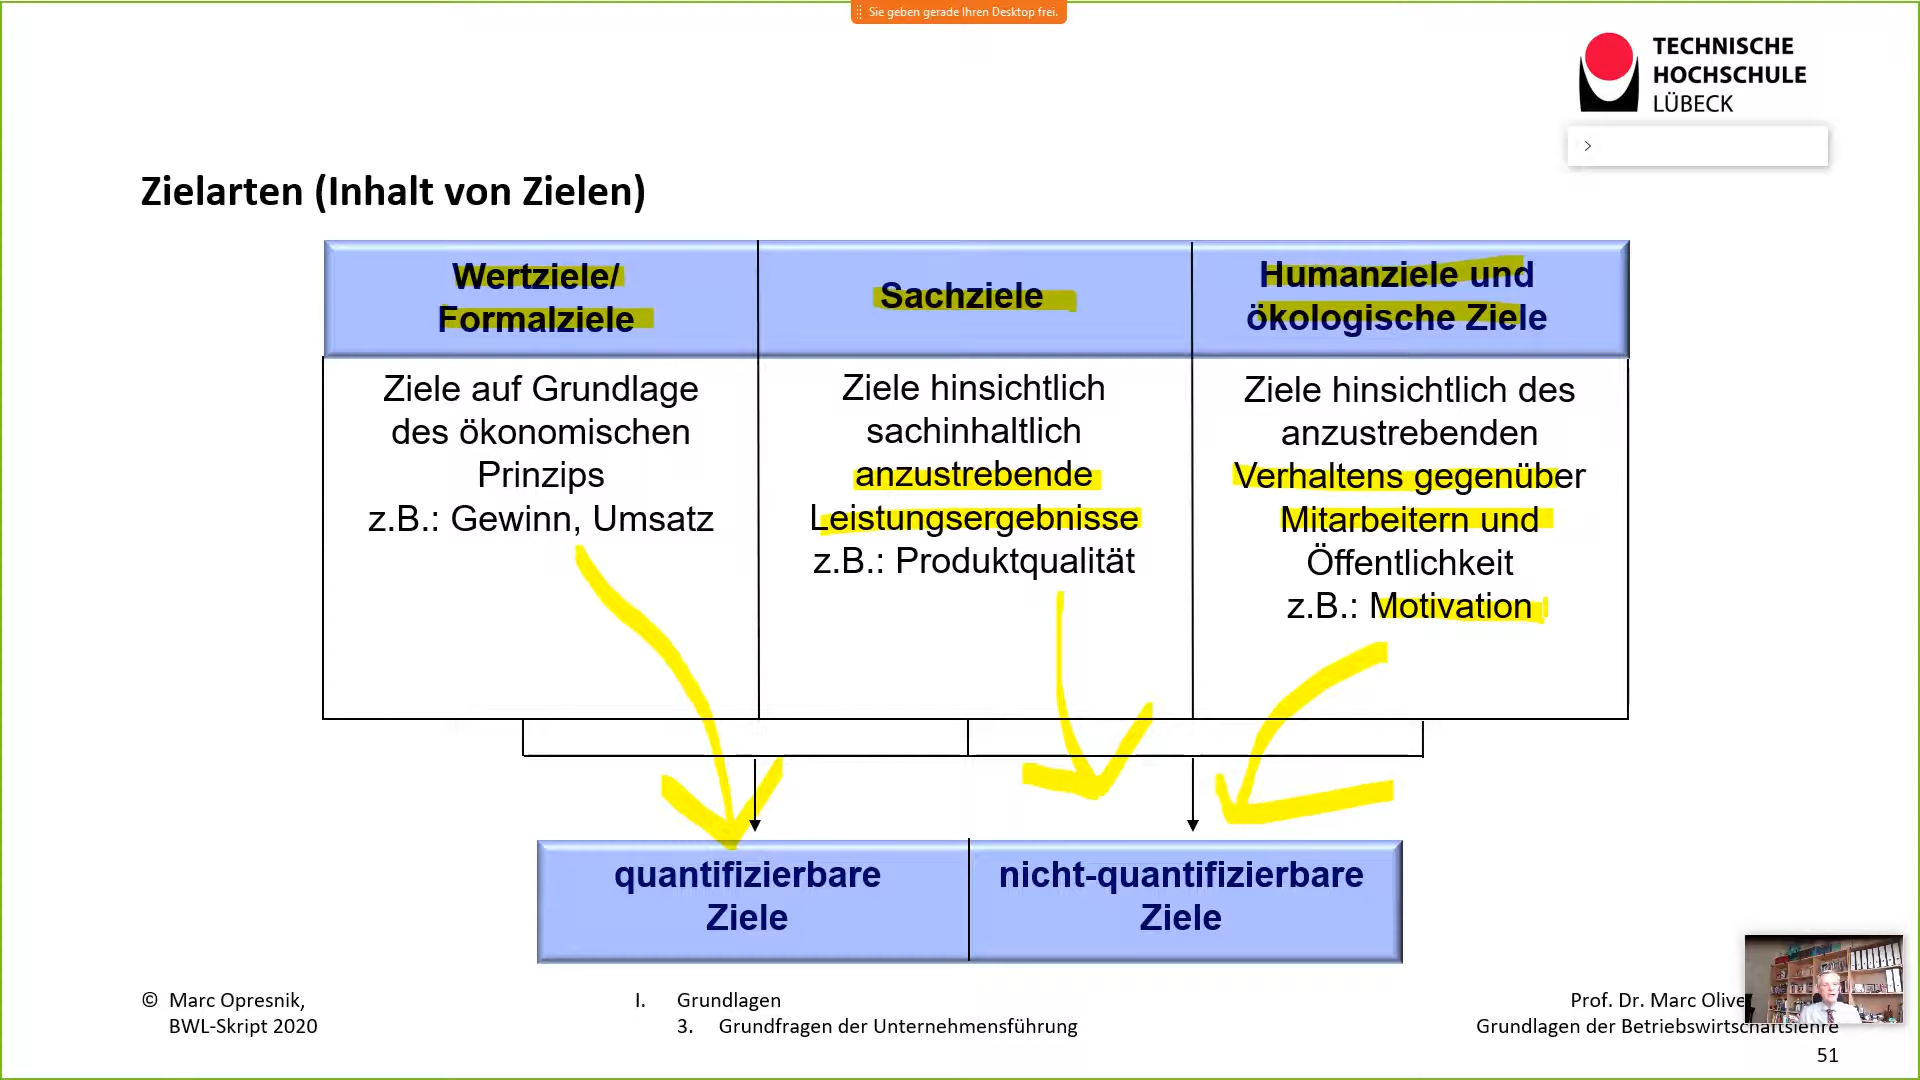 Sie geben gerade Ihren Desktop frei.
TECHNISCHE
HOCHSCHULE
LÜBECK
Zielarten (Inhalt von Zielen)
Wertziele/
Formalziele
Ziele auf Grundlage
des ökonomischen
Prinzips
z.B.: Gewinn, Umsatz
Sachziele
Ziele hinsichtlich
sachinhaltlich
anzustrebende
Leistungsergebnisse
z.B.: Produktqualität
Humanziele und
ökologische Ziele
Ziele hinsichtlich des
anzustrebenden
Verhaltens gegenüber
Mitarbeitern und
Öffentlichkeit
z.B.: Motivation
quantifizierbare
Ziele
nicht-quantifizierbare
Ziele
© Marc Opresnik,
BWL-Skript 2020
I. Grundlagen
3. Grundfragen der Unternehmensführung
Prof. Dr. Marc Olive
Grundlagen der Betriebswirtschaftslehre
51